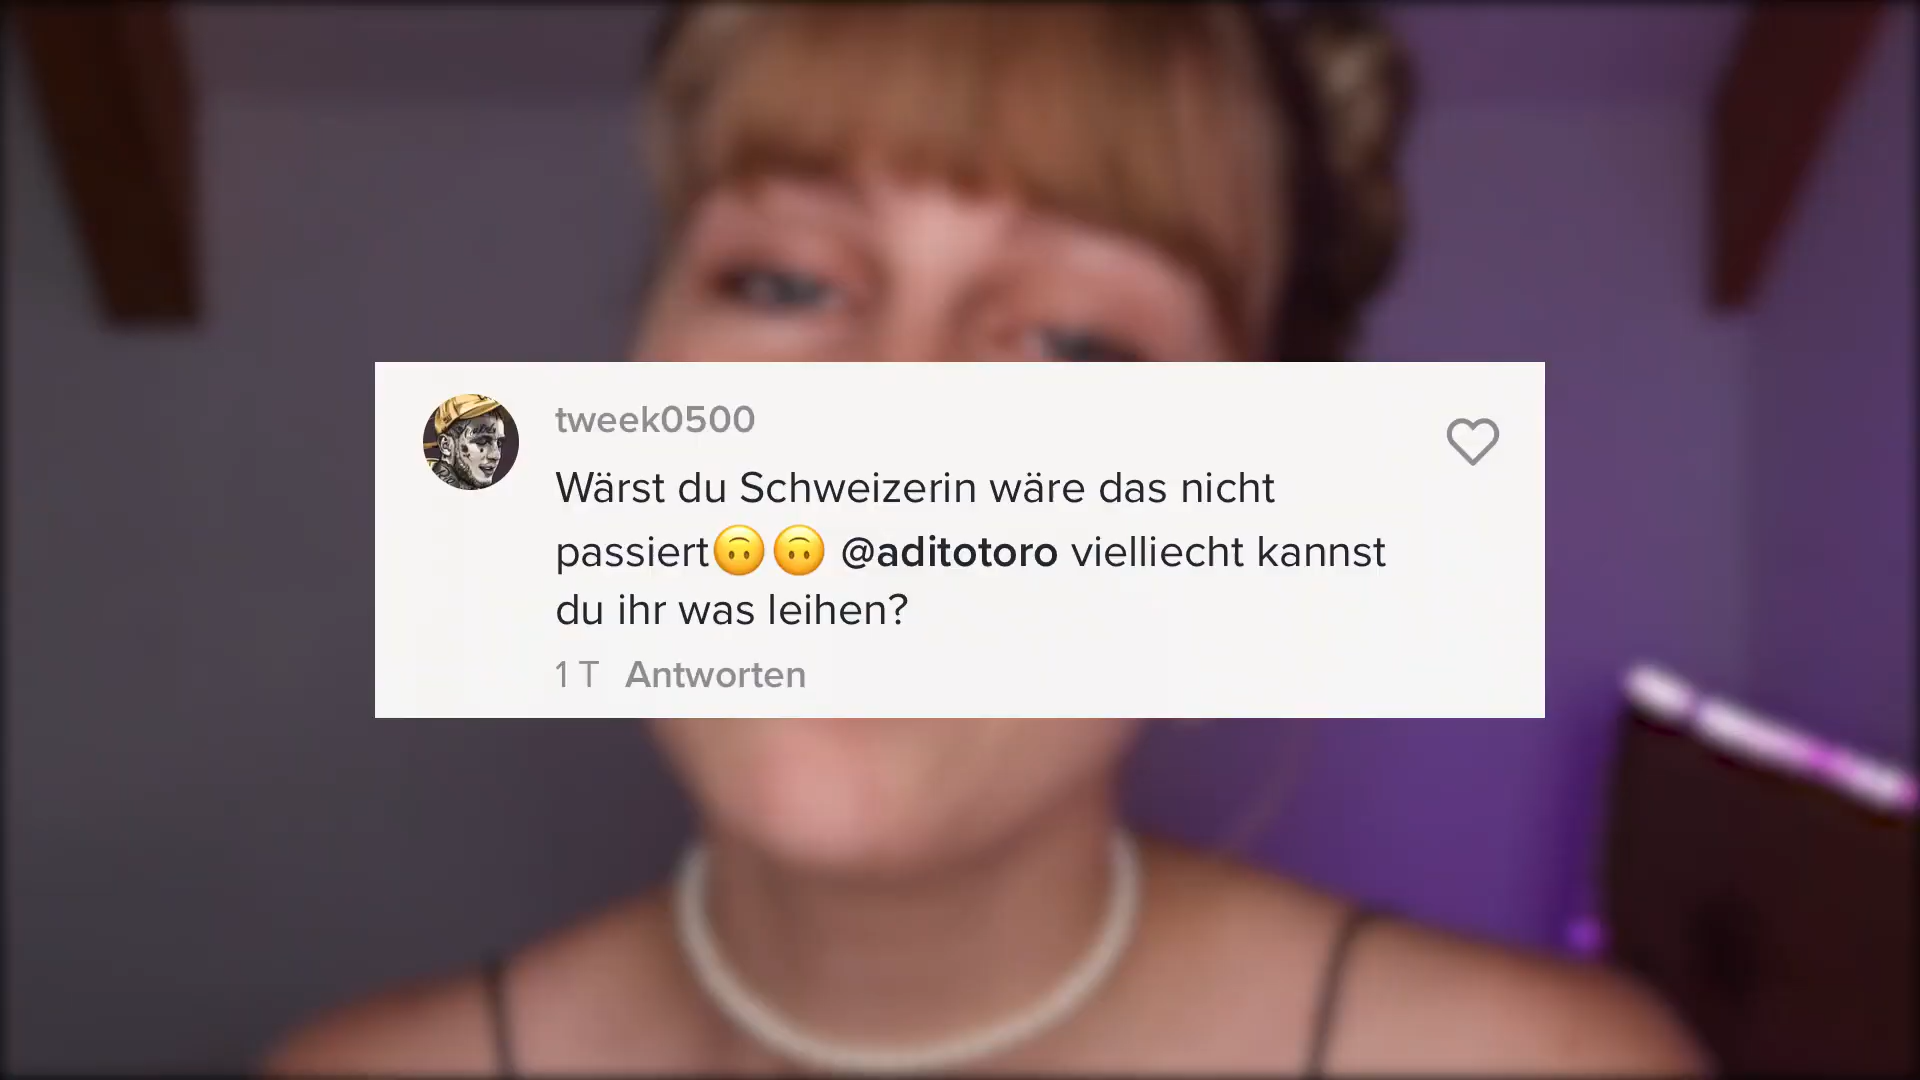 tweek0500
Wärst du Schweizerin wäre das nicht
passiert🙃🙃 @aditotoro vielliecht kannst
du ihr was leihen?
1 T Antworten